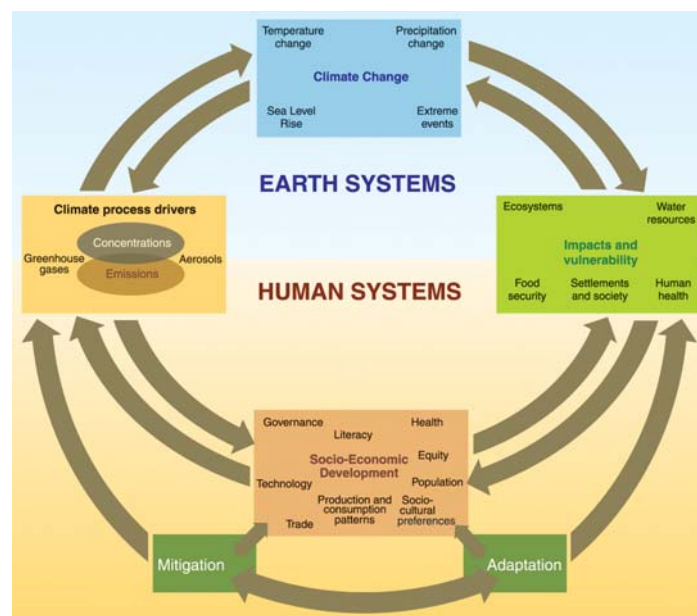 Temperature
change
Precipitation
change
Climate Change
Sea Level
Rise
Extreme
events
EARTH SYSTEMS
Climate process drivers
Concentrations
Greenhouse
gases
Aerosols
Emissions
Ecosystems
Water
resources
Impacts and
vulnerability
Food
security
Settlements
and society
Human
health
HUMAN SYSTEMS
Governance
Literacy
Health
Socio-Economic
Development
Equity
Technology
Population
Production and
consumption
patterns
Socio-
cultural
preferences
Trade
Mitigation
Adaptation